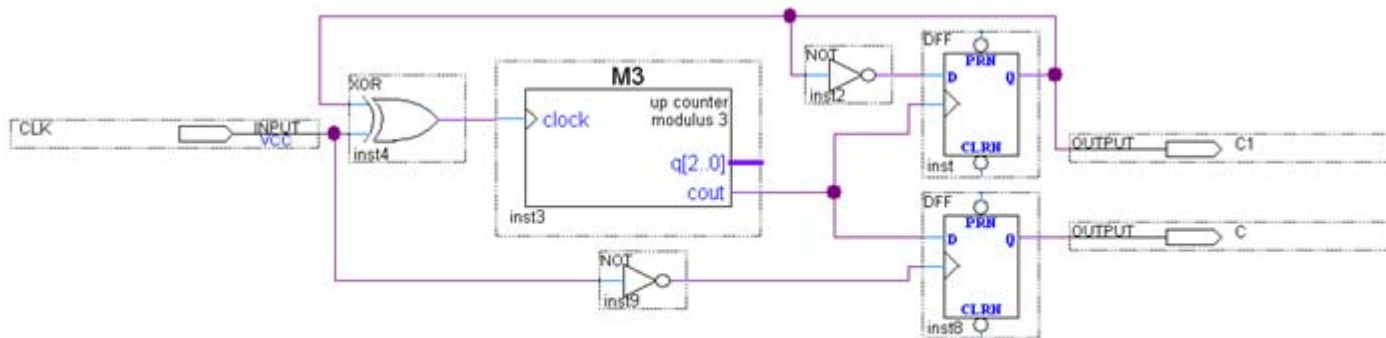 CLK
INPUT
VCC
XOR
inst4
M3
up counter
modulus 3
clock
q[2..0]
cout
inst3
NOT
inst2
DFF
PRN
D
Q
CLRN
inst
OUTPUT
C1
NOT
inst9
DFF
PRN
D
Q
CLRN
inst8
OUTPUT
C